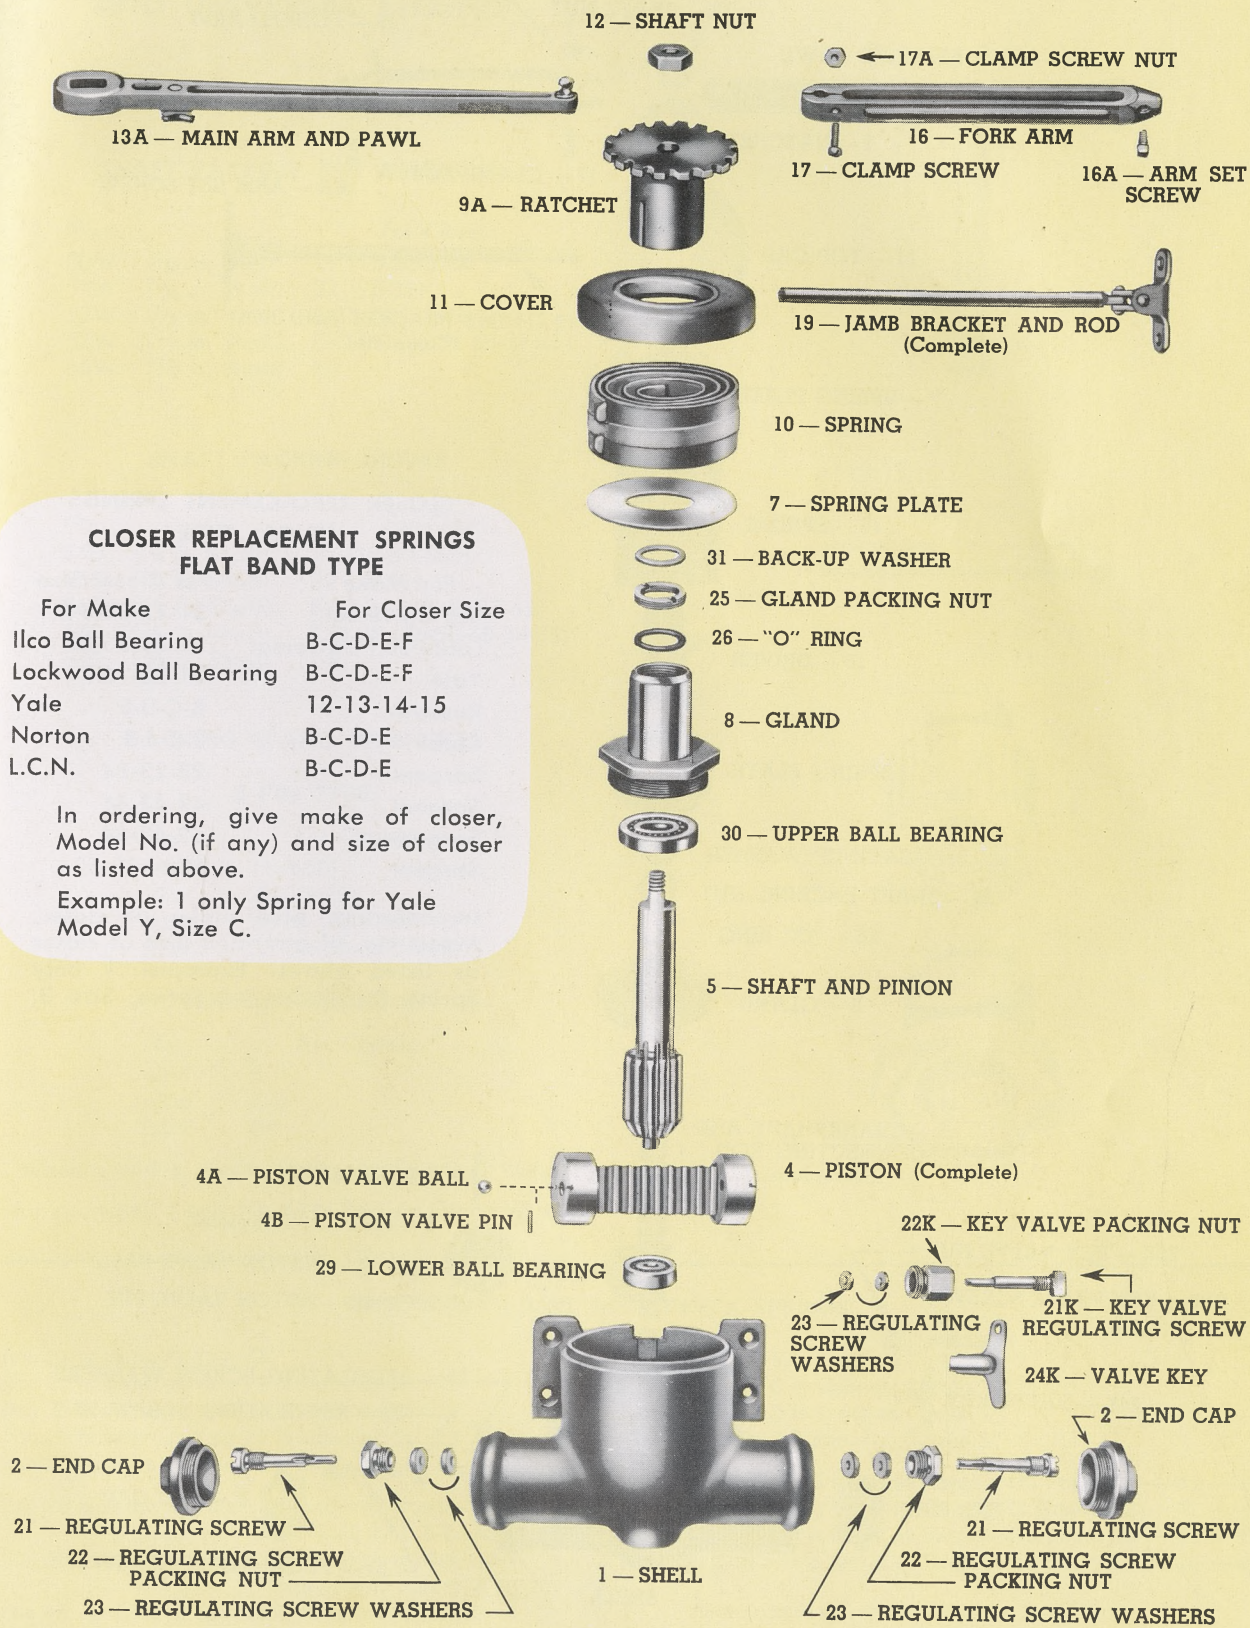 12 — SHAFT NUT
17A — CLAMP SCREW NUT
13A — MAIN ARM AND PAWL
16 — FORK ARM
17 — CLAMP SCREW
16A — ARM SET
SCREW
9A — RATCHET
11 — COVER
19 — JAMB BRACKET AND ROD
(Complete)
10 — SPRING
7 — SPRING PLATE
CLOSER REPLACEMENT SPRINGS
FLAT BAND TYPE
For Make For Closer Size
Ilco Ball Bearing B-C-D-E-F
Lockwood Ball Bearing B-C-D-E-F
Yale 12-13-14-15
Norton B-C-D-E
L.C.N. B-C-D-E
In ordering, give make of closer,
Model No. (if any) and size of closer
as listed above.
Example: 1 only Spring for Yale
Model Y, Size C.
31 — BACK-UP WASHER
25 — GLAND PACKING NUT
26 — "O" RING
8 — GLAND
30 — UPPER BALL BEARING
5 — SHAFT AND PINION
4A — PISTON VALVE BALL
4 — PISTON (Complete)
4B — PISTON VALVE PIN
22K — KEY VALVE PACKING NUT
29 — LOWER BALL BEARING
21K — KEY VALVE
REGULATING SCREW
23 — REGULATING
SCREW
WASHERS
24K — VALVE KEY
2 — END CAP
2 — END CAP
21 — REGULATING SCREW
22 — REGULATING SCREW
PACKING NUT
23 — REGULATING SCREW WASHERS
1 — SHELL
21 — REGULATING SCREW
22 — REGULATING SCREW
PACKING NUT
23 — REGULATING SCREW WASHERS